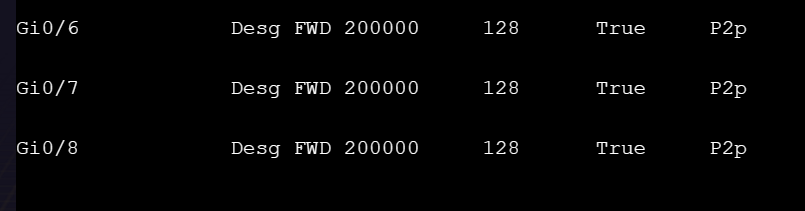 Gi0/6 Desg FWD 200000 128 True P2p
Gi0/7 Desg FWD 200000 128 True P2p
Gi0/8 Desg FWD 200000 128 True P2p